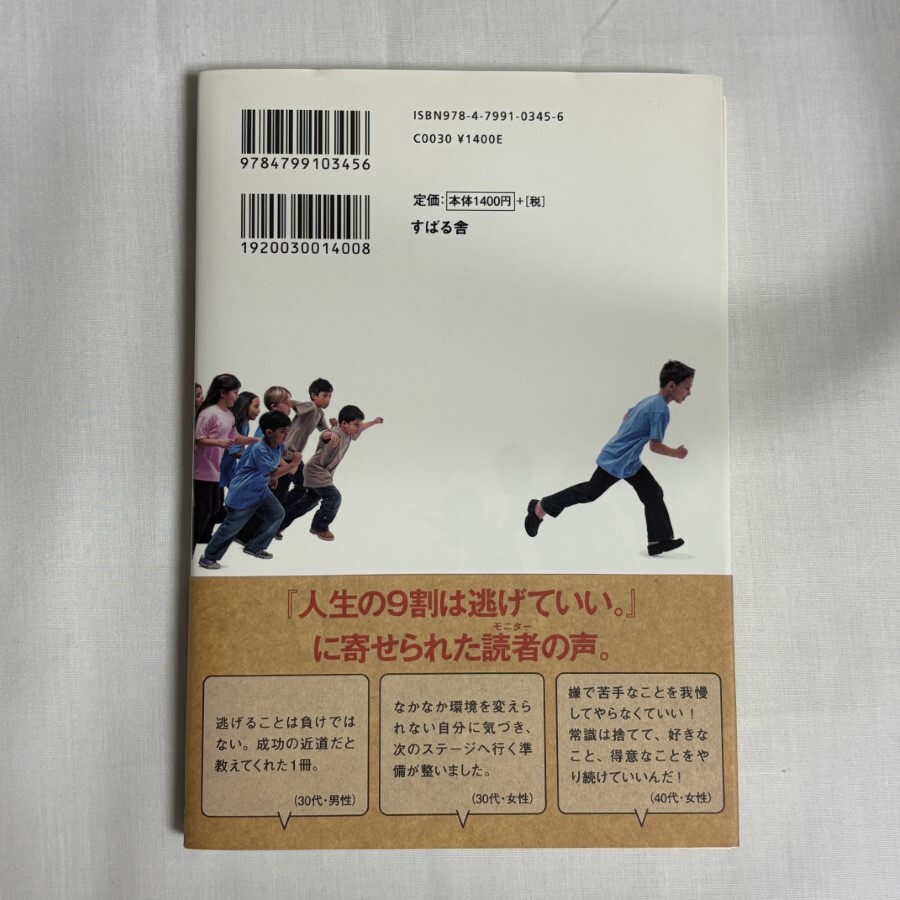 ISBN978-4-7991-0345-6
C0030 ¥1400E
9784799103456
定価：本体1400円＋[税]
すばる舎
1920030014008
『人生の9割は逃げていい。』
モニター
に寄せられた読者の声。
逃げることは負けでは
ない。成功の近道だと
教えてくれた1冊。
(30代・男性)
なかなか環境を変えら
れない自分に気づき、
次のステージへ行く準
備が整いました。
(30代・女性)
嫌で苦手なことを我慢
してやらなくていい！
常識は捨てて、好きな
こと、得意なことをや
り続けていいんだ！
(40代・女性)